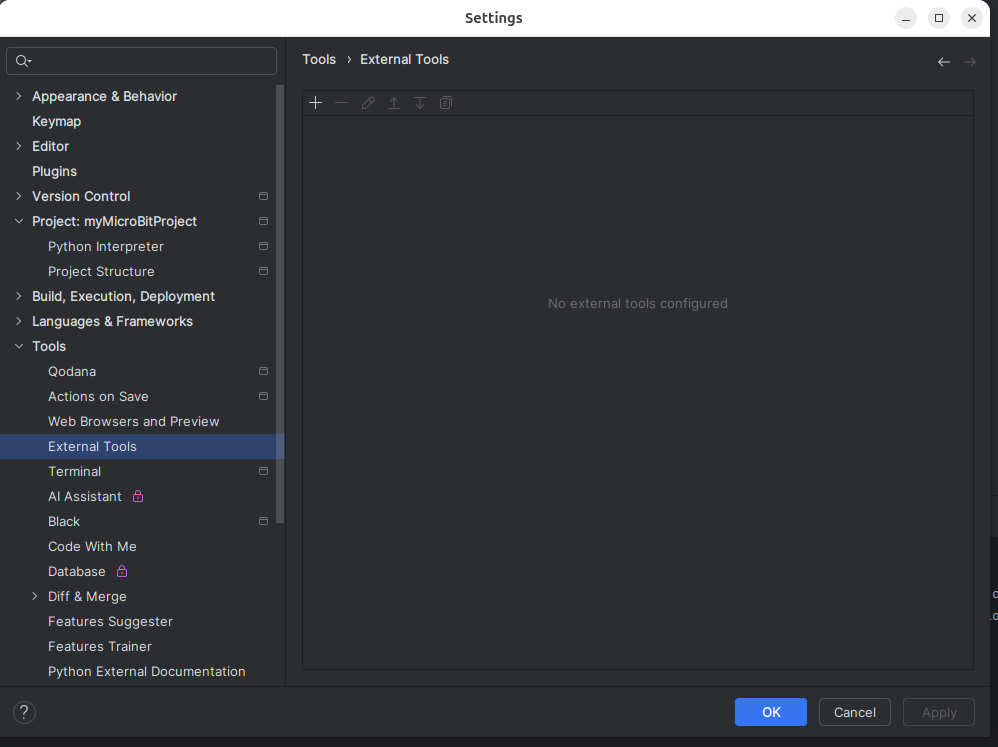 Settings
Tools › External Tools
Appearance & Behavior
Keymap
Editor
Plugins
Version Control
Project: myMicroBitProject
Python Interpreter
Project Structure
Build, Execution, Deployment
Languages & Frameworks
Tools
Qodana
Actions on Save
Web Browsers and Preview
External Tools
Terminal
AI Assistant
Black
Code With Me
Database
Diff & Merge
Features Suggester
Features Trainer
Python External Documentation
No external tools configured
?
OK
Cancel
Apply